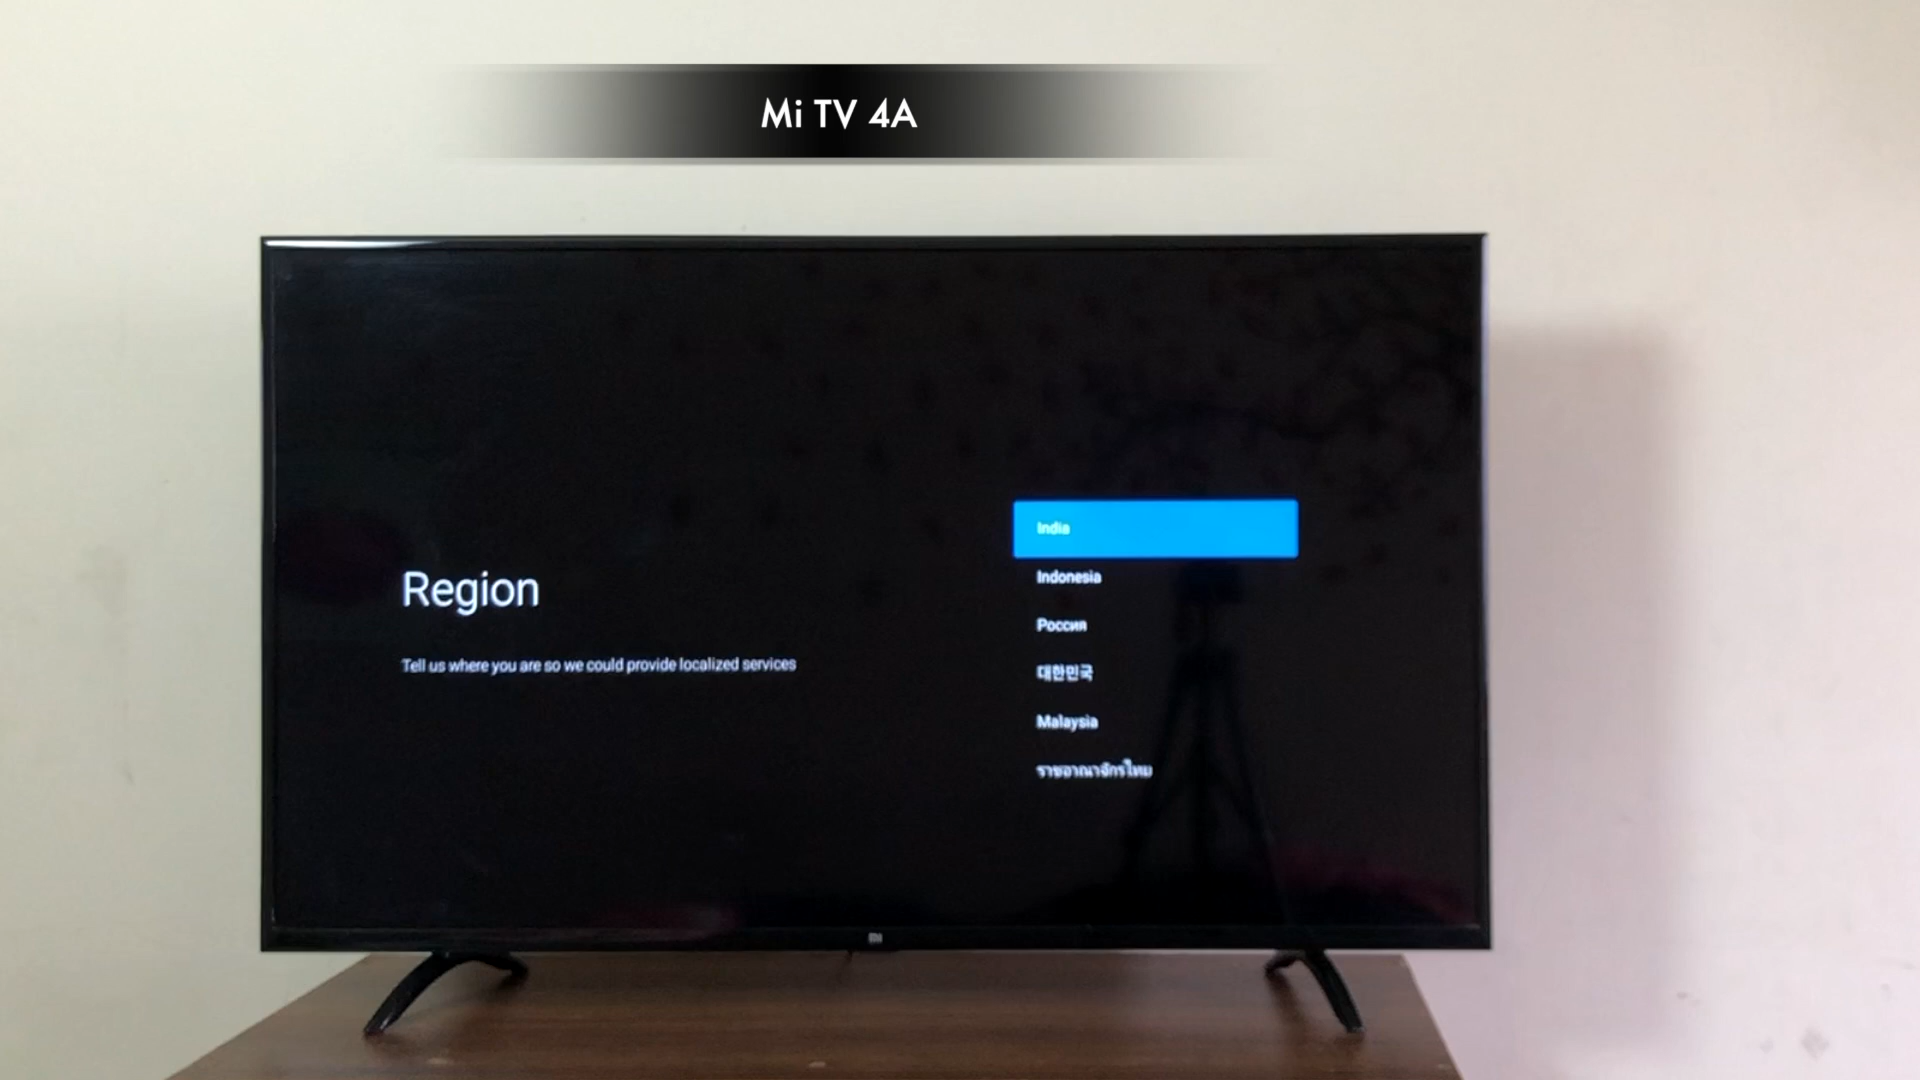 Mi TV 4A
Region
Tell us where you are so we could provide localized services
India
Indonesia
Россия
대한민국
Malaysia
ราชอาณาจักรไทย
MI